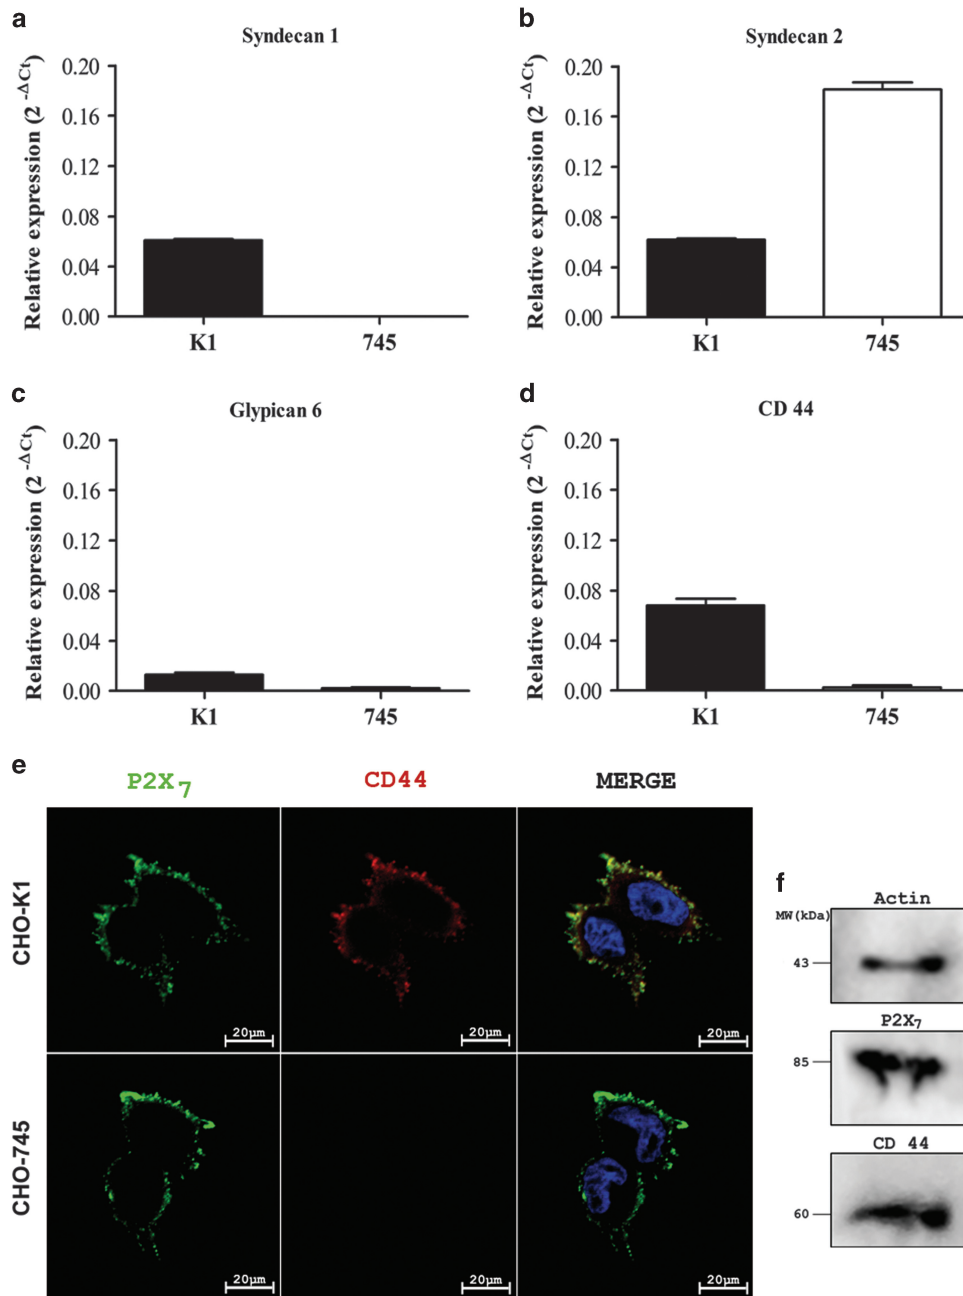 a
Syndecan 1
Relative expression (2 -ΔCt)
0.20
0.16
0.12
0.08
0.04
0.00
K1
745
b
Syndecan 2
Relative expression (2 -ΔCt)
0.20
0.16
0.12
0.08
0.04
0.00
K1
745
c
Glypican 6
Relative expression (2 -ΔCt)
0.20
0.16
0.12
0.08
0.04
0.00
K1
745
d
CD 44
Relative expression (2 -ΔCt)
0.20
0.16
0.12
0.08
0.04
0.00
K1
745
e
P2X7
CD44
MERGE
CHO-K1
20µm
20µm
20µm
CHO-745
20µm
20µm
20µm
f
Actin
MW(kDa)
43
P2X7
85
CD 44
60